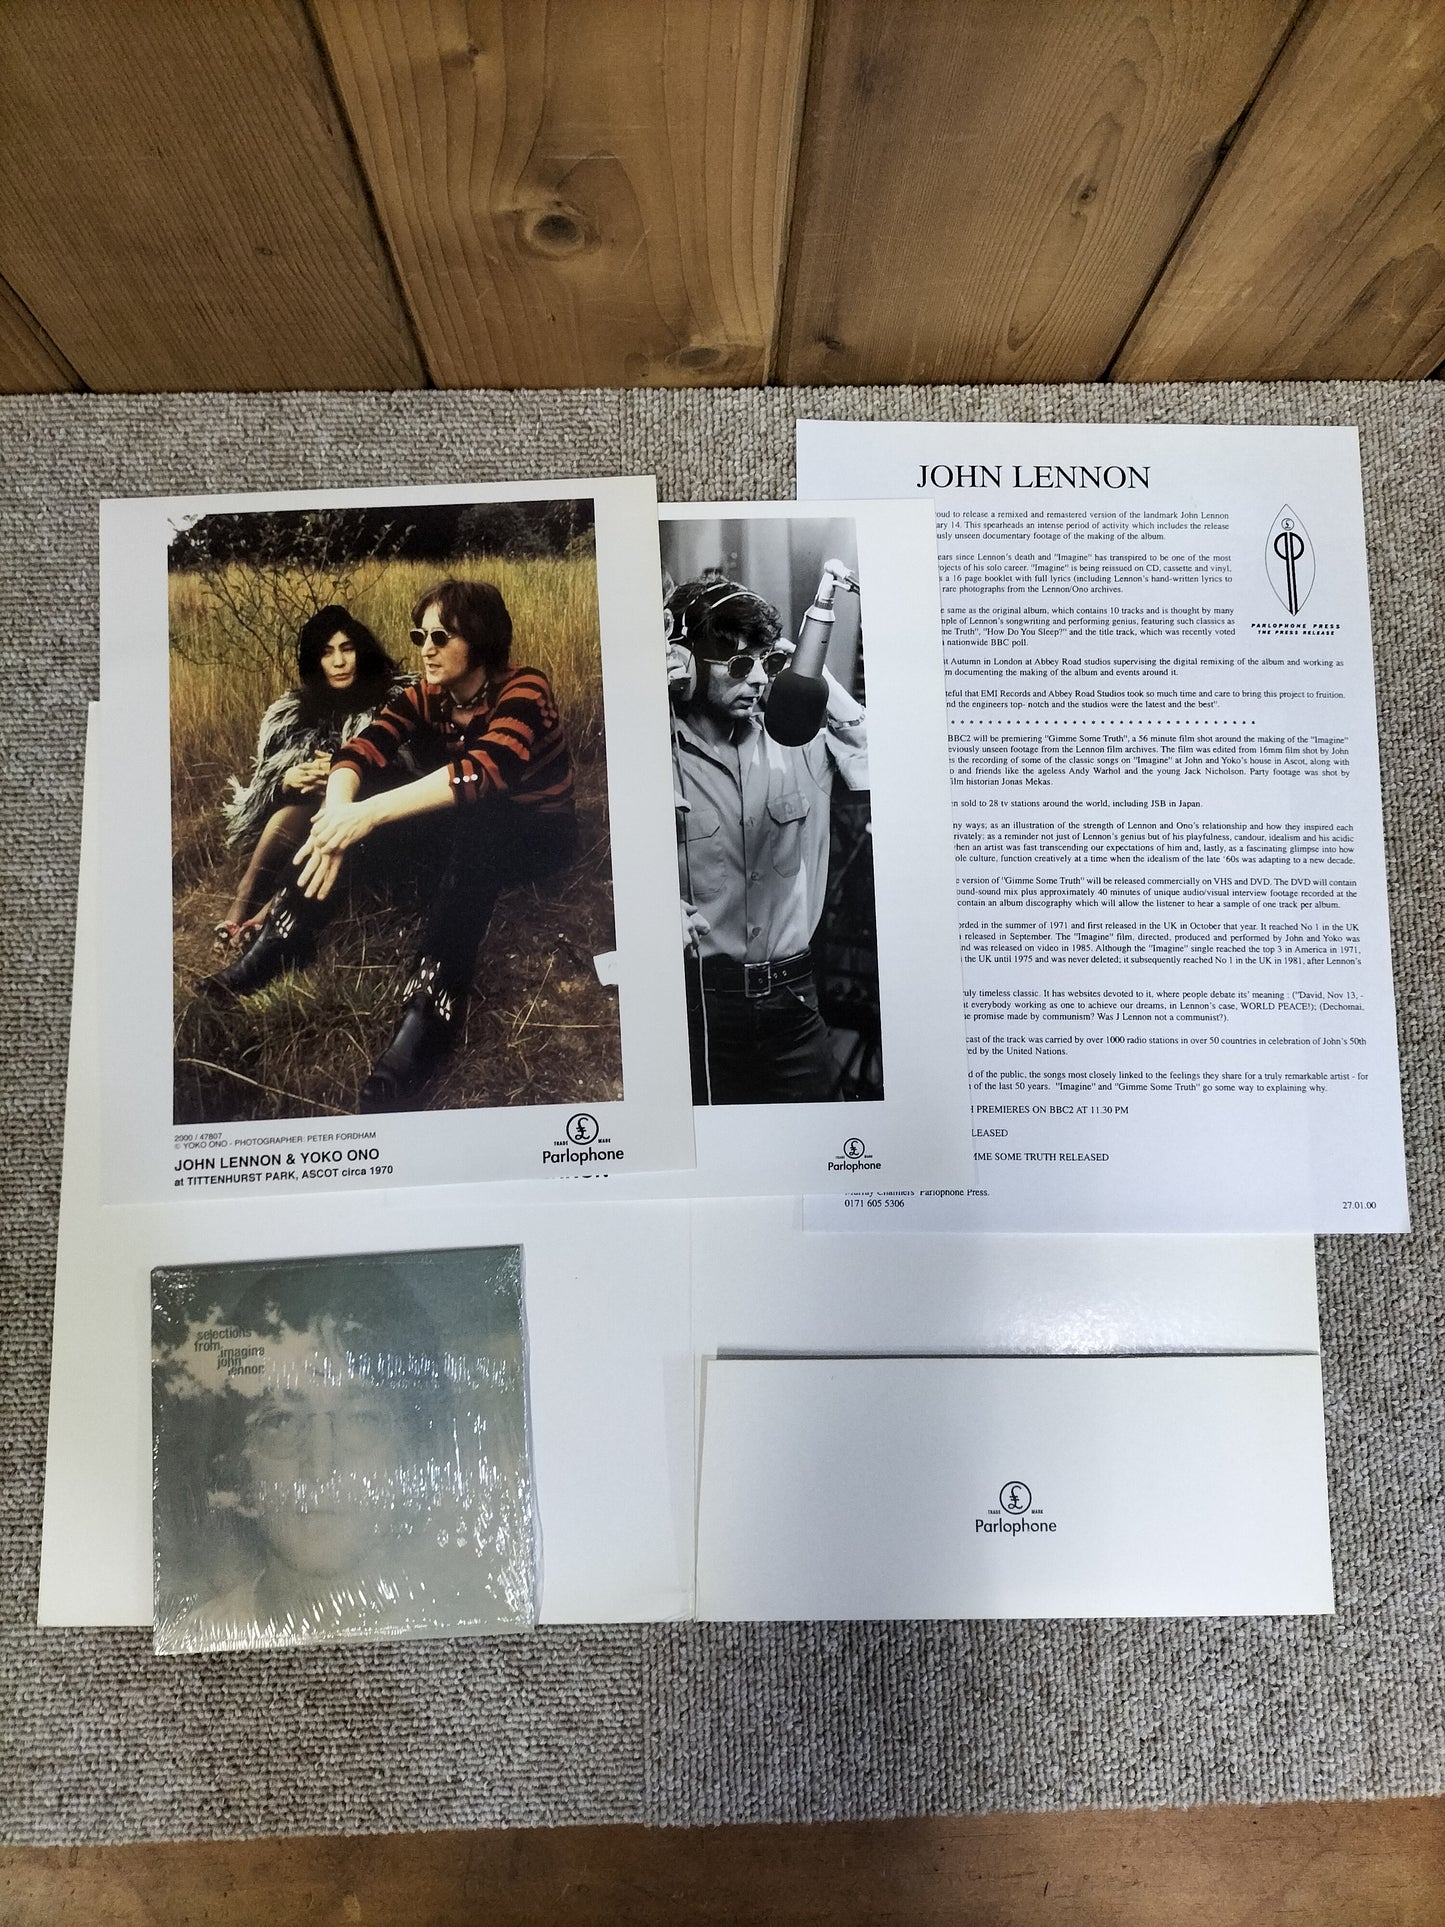 JOHN LENNON
oud to release a remixed and remastered version of the landmark John Lennon
ary 14. This spearheads an intense period of activity which includes the release
usly unseen documentary footage of the making of the album.
ears since Lennon's death and "Imagine" has transpired to be one of the most
ojects of his solo career. "Imagine" is being reissued on CD, cassette and vinyl,
s a 16 page booklet with full lyrics (including Lennon's hand-written lyrics to
rare photographs from the Lennon/Ono archives.
e same as the original album, which contains 10 tracks and is thought by many
mple of Lennon's songwriting and performing genius, featuring such classics as
me Truth", "How Do You Sleep?" and the title track, which was recently voted
nationwide BBC poll.
PARLOPHONE PRESS
THE PRESS RELEASE
t Autumn in London at Abbey Road studios supervising the digital remixing of the album and working as
m documenting the making of the album and events around it.
teful that EMI Records and Abbey Road Studios took so much time and care to bring this project to fruition.
nd the engineers top- notch and the studios were the latest and the best".
BBC2 will be premiering "Gimme Some Truth", a 56 minute film shot around the making of the "Imagine"
eviously unseen footage from the Lennon film archives. The film was edited from 16mm film shot by John
es the recording of some of the classic songs on "Imagine" at John and Yoko's house in Ascot, along with
o and friends like the ageless Andy Warhol and the young Jack Nicholson. Party footage was shot by
film historian Jonas Mekas.
n sold to 28 tv stations around the world, including JSB in Japan.
ny ways; as an illustration of the strength of Lennon and Ono's relationship and how they inspired each
rivately; as a reminder not just of Lennon's genius but of his playfulness, candour, idealism and his acidic
when an artist was fast transcending our expectations of him and, lastly, as a fascinating glimpse into how
ole culture, function creatively at a time when the idealism of the late '60s was adapting to a new decade.
e version of "Gimme Some Truth" will be released commercially on VHS and DVD. The DVD will contain
ound-sound mix plus approximately 40 minutes of unique audio/visual interview footage recorded at the
contain an album discography which will allow the listener to hear a sample of one track per album.
orded in the summer of 1971 and first released in the UK in October that year. It reached No 1 in the UK
released in September. The "Imagine" film, directed, produced and performed by John and Yoko was
nd was released on video in 1985. Although the "Imagine" single reached the top 3 in America in 1971,
the UK until 1975 and was never deleted; it subsequently reached No 1 in the UK in 1981, after Lennon's
ruly timeless classic. It has websites devoted to it, where people debate its' meaning : ("David, Nov 13, -
it everybody working as one to achieve our dreams, in Lennon's case, WORLD PEACE!); (Dechomai,
e promise made by communism? Was J Lennon not a communist?).
cast of the track was carried by over 1000 radio stations in over 50 countries in celebration of John's 50th
ed by the United Nations.
d of the public, the songs most closely linked to the feelings they share for a truly remarkable artist - for
of the last 50 years. "Imagine" and "Gimme Some Truth" go some way to explaining why.
PREMIERES ON BBC2 AT 11.30 PM
LEASED
MME SOME TRUTH RELEASED
Murray Chalmers Parlophone Press.
0171 605 5306
27.01.00
2000 / 47807
© YOKO ONO - PHOTOGRAPHER: PETER FORDHAM
JOHN LENNON & YOKO ONO
at TITTENHURST PARK, ASCOT circa 1970
TRADE MARK
Parlophone
TRADE MARK
Parlophone
selections
from imagine
john
lennon
TRADE MARK
Parlophone